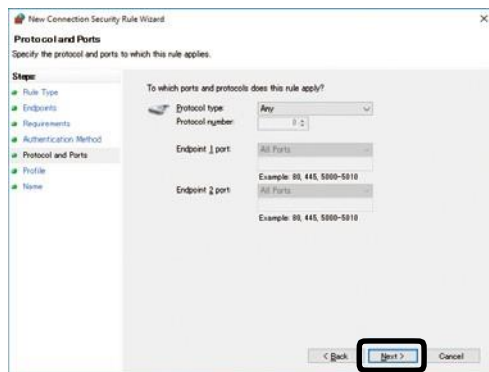 New Connection Security Rule Wizard
Protocol and Ports
Specify the protocol and ports to which this rule applies.
Steps:
Rule Type
Endpoints
Requirements
Authentication Method
Protocol and Ports
Profile
Name
To which ports and protocols does this rule apply?
Protocol type: Any
Protocol number: 0
Endpoint 1 port: All Ports
Example: 80, 445, 5000-5010
Endpoint 2 port: All Ports
Example: 80, 445, 5000-5010
< Back Next > Cancel